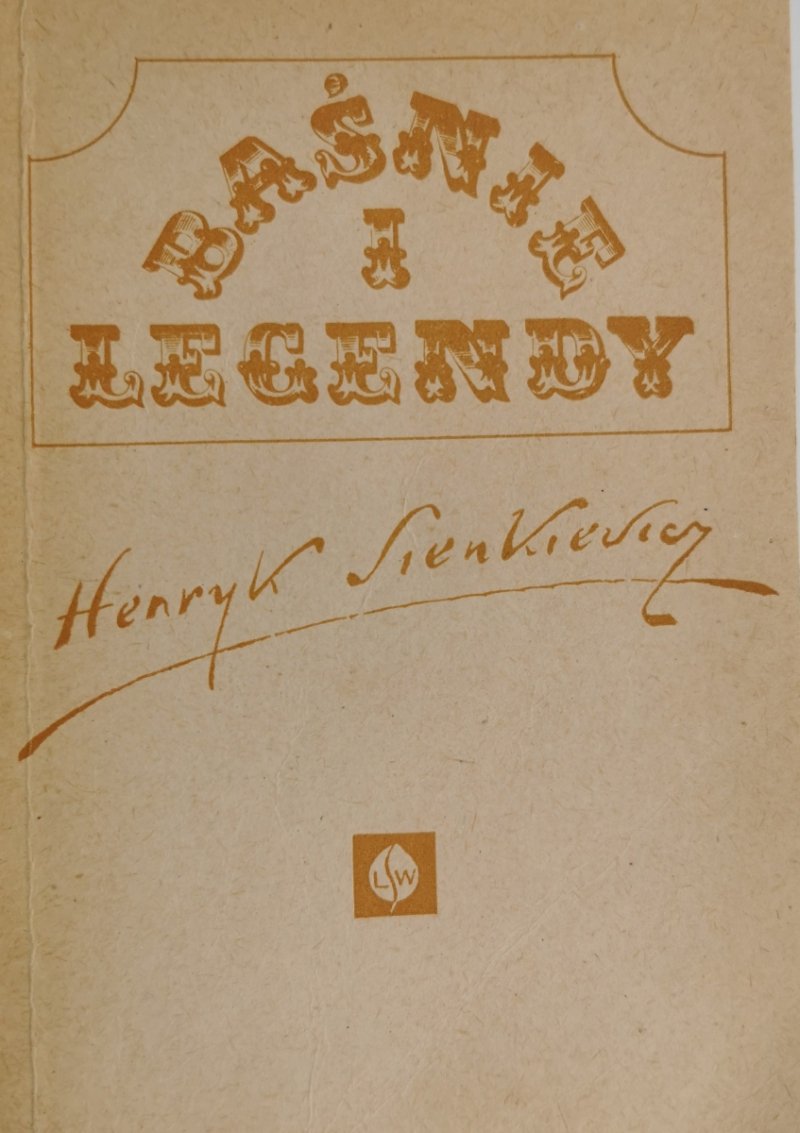 BAŚNIE
I
LEGENDY
Henryk Sienkiewicz
LSW